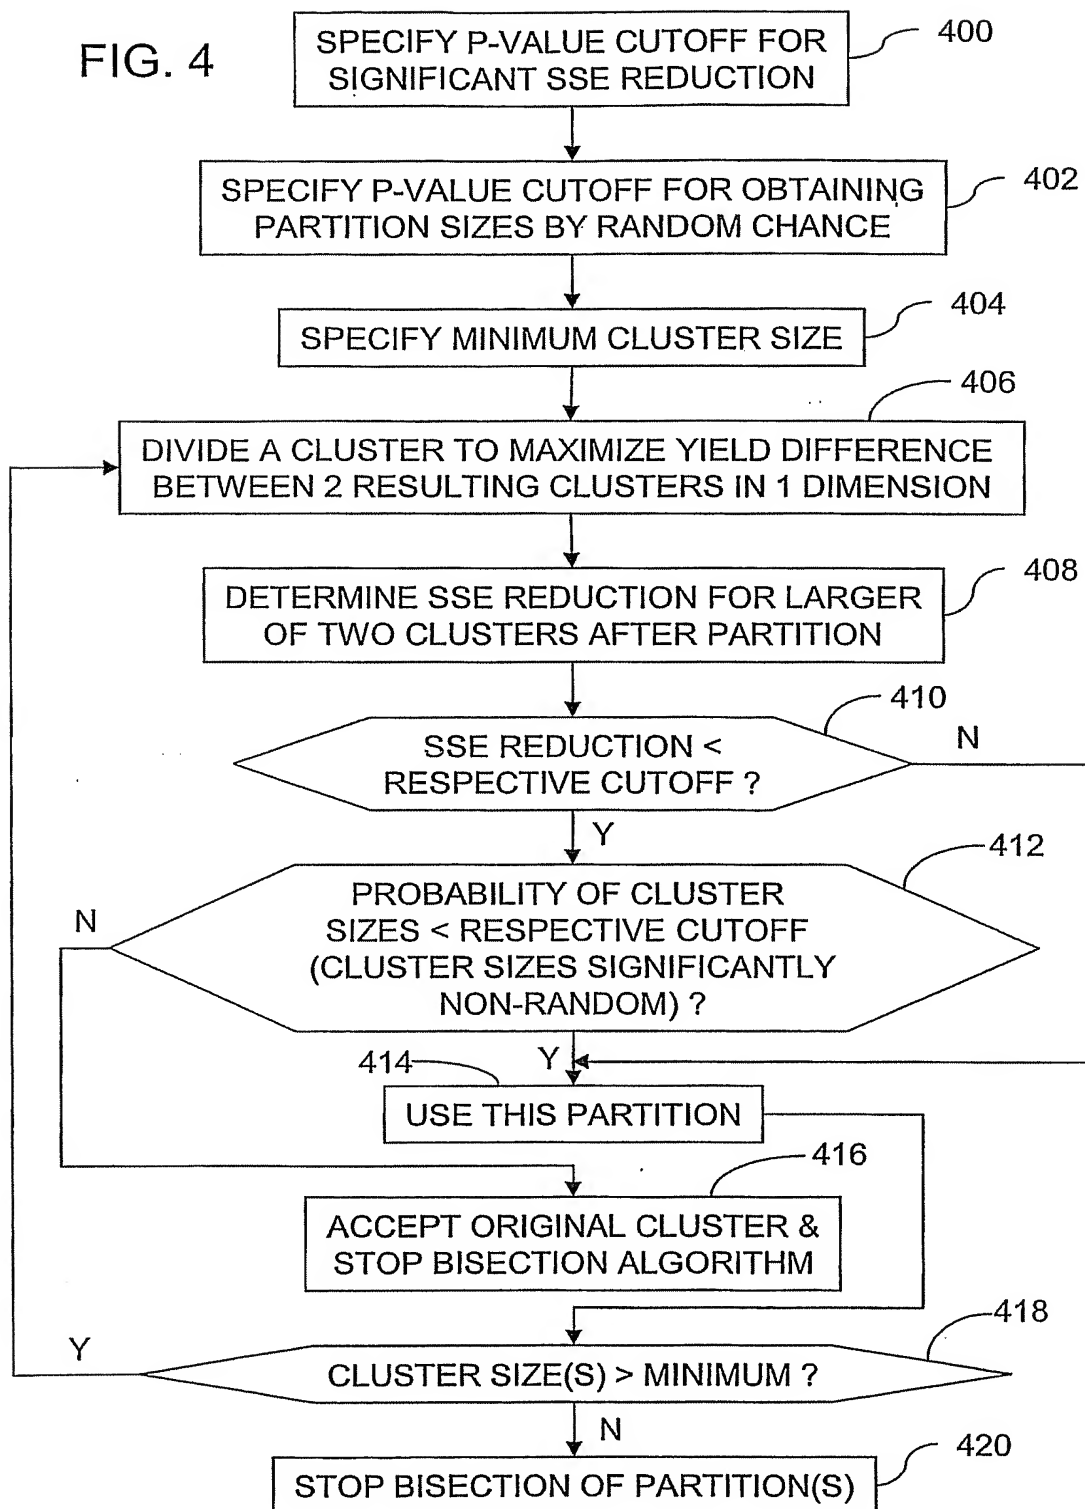 FIG. 4
SPECIFY P-VALUE CUTOFF FOR
SIGNIFICANT SSE REDUCTION
400
SPECIFY P-VALUE CUTOFF FOR OBTAINING
PARTITION SIZES BY RANDOM CHANCE
402
SPECIFY MINIMUM CLUSTER SIZE
404
406
DIVIDE A CLUSTER TO MAXIMIZE YIELD DIFFERENCE
BETWEEN 2 RESULTING CLUSTERS IN 1 DIMENSION
DETERMINE SSE REDUCTION FOR LARGER
OF TWO CLUSTERS AFTER PARTITION
408
410
SSE REDUCTION <
RESPECTIVE CUTOFF ?
N
Y
412
PROBABILITY OF CLUSTER
SIZES < RESPECTIVE CUTOFF
(CLUSTER SIZES SIGNIFICANTLY
NON-RANDOM) ?
N
Y
414
USE THIS PARTITION
416
ACCEPT ORIGINAL CLUSTER &
STOP BISECTION ALGORITHM
418
Y
CLUSTER SIZE(S) > MINIMUM ?
N
420
STOP BISECTION OF PARTITION(S)